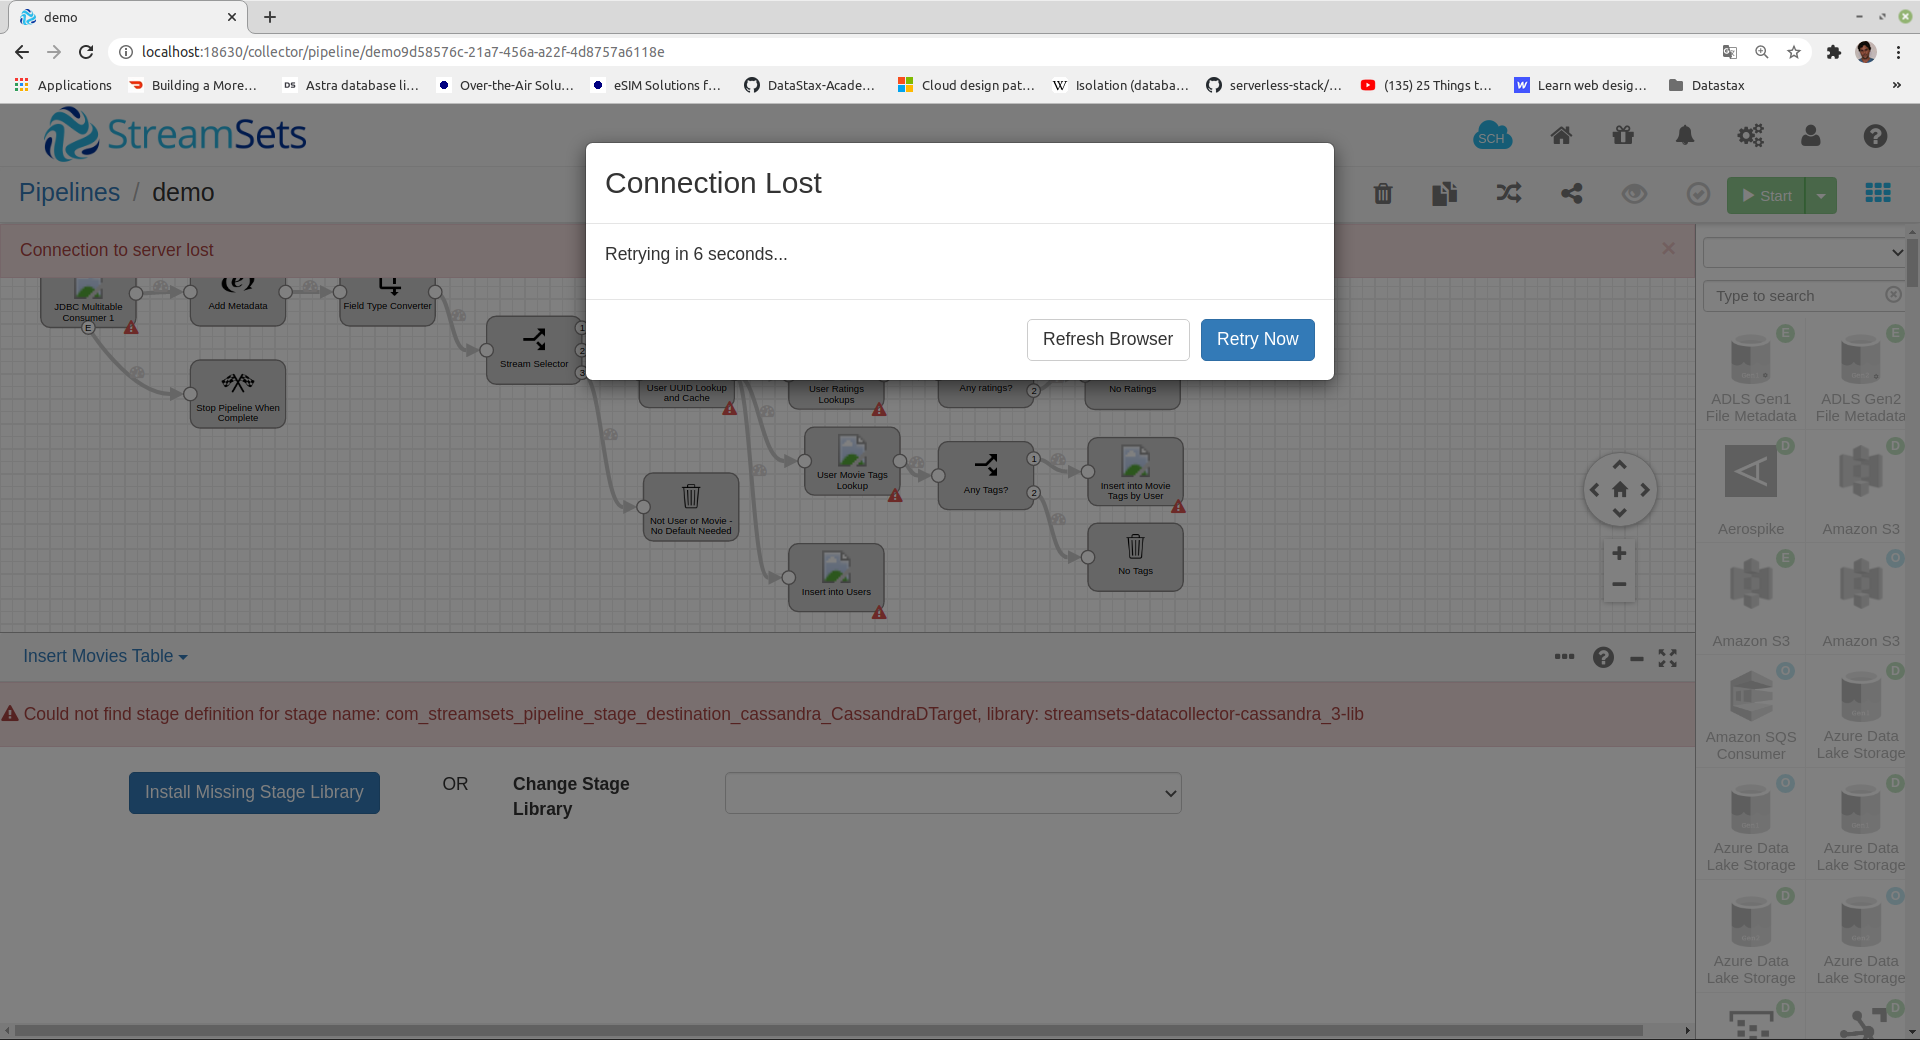 demo
localhost:18630/collector/pipeline/demo9d58576c-21a7-456a-a22f-4d8757a6118e
Applications
Building a More...
DS Astra database li...
Over-the-Air Solu...
eSIM Solutions f...
DataStax-Acade...
Cloud design pat...
W Isolation (databa...
serverless-stack/...
(135) 25 Things t...
W Learn web desig...
Datastax
StreamSets
SCH
Pipelines / demo
Start
Connection Lost
Retrying in 6 seconds...
Refresh Browser
Retry Now
Connection to server lost
JDBC Multitable
Consumer 1
E
Add Metadata
Field Type Converter
Stream Selector
1
2
3
Stop Pipeline When
Complete
User UUID Lookup
and Cache
User Ratings
Lookups
Any ratings?
2
No Ratings
User Movie Tags
Lookup
Any Tags?
1
2
Insert into Movie
Tags by User
Not User or Movie -
No Default Needed
No Tags
Insert into Users
Type to search
E
ADLS Gen1
File Metadata
E
ADLS Gen2
File Metadata
D
Aerospike
D
Amazon S3
E
Amazon S3
O
Amazon S3
O
Amazon SQS
Consumer
D
Azure Data
Lake Storage
O
Azure Data
Lake Storage
D
Azure Data
Lake Storage
D
Azure Data
Lake Storage
O
Azure Data
Lake Storage
D
D
Insert Movies Table
Could not find stage definition for stage name: com_streamsets_pipeline_stage_destination_cassandra_CassandraDTarget, library: streamsets-datacollector-cassandra_3-lib
Install Missing Stage Library
OR
Change Stage
Library